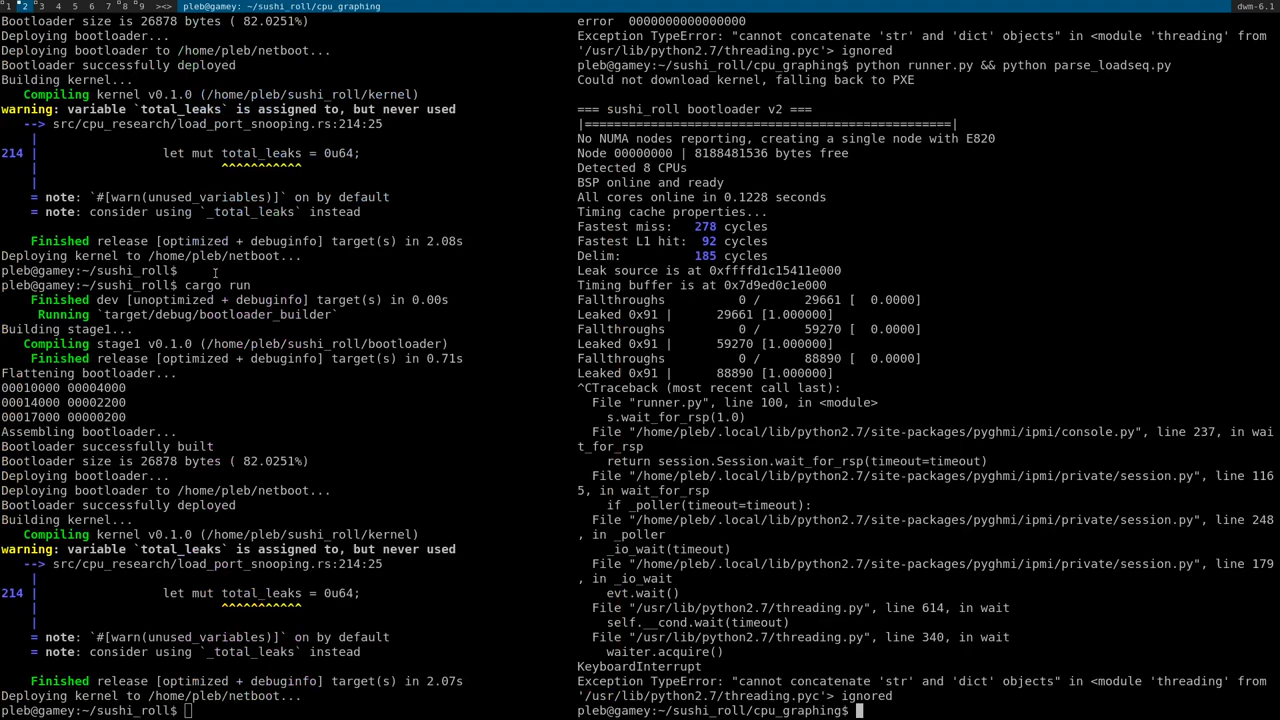 1 2 3 4 5 6 7 8 9 []= pleb@gamey: ~/sushi_roll/cpu_graphing dwm-6.1
Bootloader size is 26878 bytes ( 82.0251%)
Deploying bootloader...
Deploying bootloader to /home/pleb/netboot...
Bootloader successfully deployed
Building kernel...
    Compiling kernel v0.1.0 (/home/pleb/sushi_roll/kernel)
warning: variable `total_leaks` is assigned to, but never used
   --> src/cpu_research/load_port_snooping.rs:214:25
    |
214 |                 let mut total_leaks = 0u64;
    |                         ^^^^^^^^^^^
    |
    = note: `#[warn(unused_variables)]` on by default
    = note: consider using `_total_leaks` instead

    Finished release [optimized + debuginfo] target(s) in 2.08s
Deploying kernel to /home/pleb/netboot...
pleb@gamey:~/sushi_roll$
pleb@gamey:~/sushi_roll$ cargo run
    Finished dev [unoptimized + debuginfo] target(s) in 0.00s
     Running `target/debug/bootloader_builder`
Building stage1...
   Compiling stage1 v0.1.0 (/home/pleb/sushi_roll/bootloader)
    Finished release [optimized + debuginfo] target(s) in 0.71s
Flattening bootloader...
00010000 00004000
00014000 00002200
00017000 00000200
Assembling bootloader...
Bootloader successfully built
Bootloader size is 26878 bytes ( 82.0251%)
Deploying bootloader...
Deploying bootloader to /home/pleb/netboot...
Bootloader successfully deployed
Building kernel...
   Compiling kernel v0.1.0 (/home/pleb/sushi_roll/kernel)
warning: variable `total_leaks` is assigned to, but never used
   --> src/cpu_research/load_port_snooping.rs:214:25
    |
214 |                 let mut total_leaks = 0u64;
    |                         ^^^^^^^^^^^
    |
    = note: `#[warn(unused_variables)]` on by default
    = note: consider using `_total_leaks` instead

    Finished release [optimized + debuginfo] target(s) in 2.07s
Deploying kernel to /home/pleb/netboot...
pleb@gamey:~/sushi_roll$
error  0000000000000000
Exception TypeError: "cannot concatenate 'str' and 'dict' objects" in <module 'threading' from
'/usr/lib/python2.7/threading.pyc'> ignored
pleb@gamey:~/sushi_roll/cpu_graphing$ python runner.py && python parse_loadseq.py
Could not download kernel, falling back to PXE

=== sushi_roll bootloader v2 ===
|==================================================|
No NUMA nodes reporting, creating a single node with E820
Node 00000000 | 8188481536 bytes free
Detected 8 CPUs
BSP online and ready
All cores online in 0.1228 seconds
Timing cache properties...
Fastest miss:   278 cycles
Fastest L1 hit:  92 cycles
Delim:          185 cycles
Leak source is at 0xffffd1c15411e000
Timing buffer is at 0x7d9ed0c1e000
Fallthroughs          0 /      29661 [  0.0000]
Leaked 0x91 |      29661 [1.000000]
Fallthroughs          0 /      59270 [  0.0000]
Leaked 0x91 |      59270 [1.000000]
Fallthroughs          0 /      88890 [  0.0000]
Leaked 0x91 |      88890 [1.000000]
^CTraceback (most recent call last):
  File "runner.py", line 100, in <module>
    s.wait_for_rsp(1.0)
  File "/home/pleb/.local/lib/python2.7/site-packages/pyghmi/ipmi/console.py", line 237, in wai
t_for_rsp
    return session.Session.wait_for_rsp(timeout=timeout)
  File "/home/pleb/.local/lib/python2.7/site-packages/pyghmi/ipmi/private/session.py", line 116
5, in wait_for_rsp
    if _poller(timeout=timeout):
  File "/home/pleb/.local/lib/python2.7/site-packages/pyghmi/ipmi/private/session.py", line 248
, in _poller
    _io_wait(timeout)
  File "/home/pleb/.local/lib/python2.7/site-packages/pyghmi/ipmi/private/session.py", line 179
, in _io_wait
    evt.wait()
  File "/usr/lib/python2.7/threading.py", line 614, in wait
    self.__cond.wait(timeout)
  File "/usr/lib/python2.7/threading.py", line 340, in wait
    waiter.acquire()
KeyboardInterrupt
Exception TypeError: "cannot concatenate 'str' and 'dict' objects" in <module 'threading' from
'/usr/lib/python2.7/threading.pyc'> ignored
pleb@gamey:~/sushi_roll/cpu_graphing$